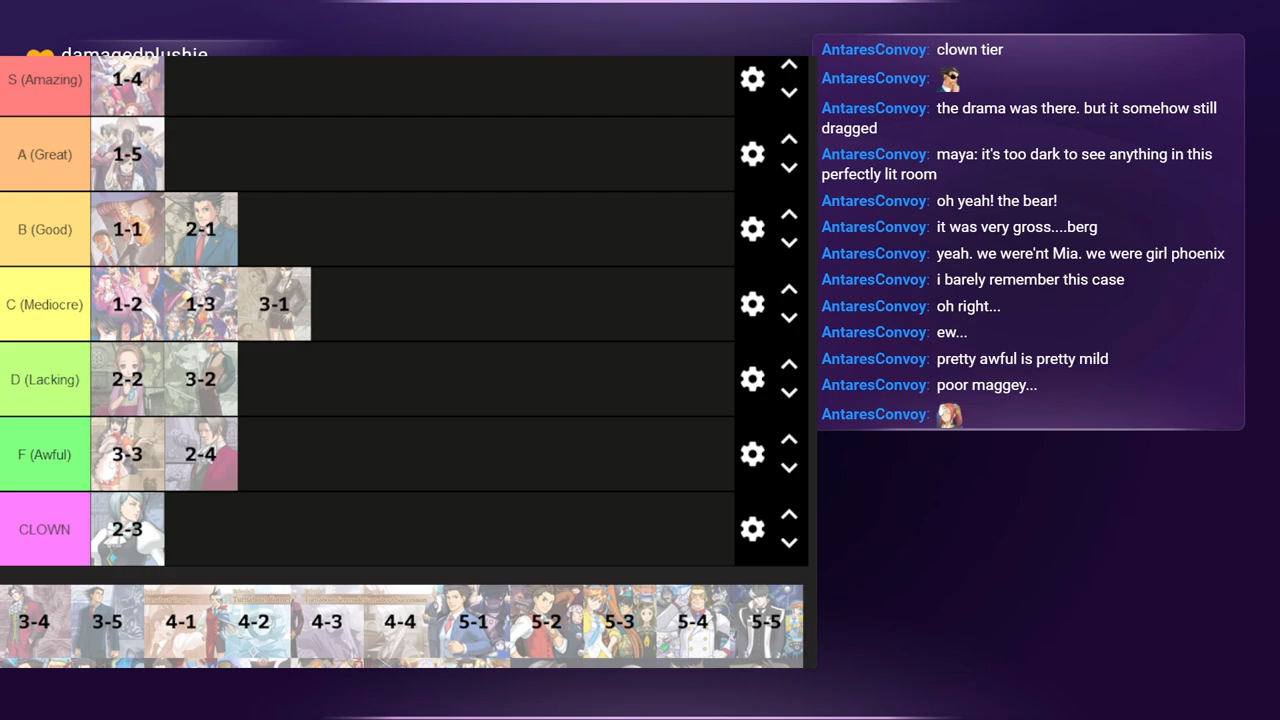 damagedplushie
S (Amazing)
1-4
A (Great)
1-5
B (Good)
1-1
2-1
C (Mediocre)
1-2
1-3
3-1
D (Lacking)
2-2
3-2
F (Awful)
3-3
2-4
CLOWN
2-3
3-4
3-5
4-1
4-2
4-3
4-4
5-1
5-2
5-3
5-4
5-5
AntaresConvoy: clown tier
AntaresConvoy:
AntaresConvoy: the drama was there. but it somehow still
dragged
AntaresConvoy: maya: it's too dark to see anything in this
perfectly lit room
AntaresConvoy: oh yeah! the bear!
AntaresConvoy: it was very gross....berg
AntaresConvoy: yeah. we were'nt Mia. we were girl phoenix
AntaresConvoy: i barely remember this case
AntaresConvoy: oh right...
AntaresConvoy: ew...
AntaresConvoy: pretty awful is pretty mild
AntaresConvoy: poor maggey...
AntaresConvoy: